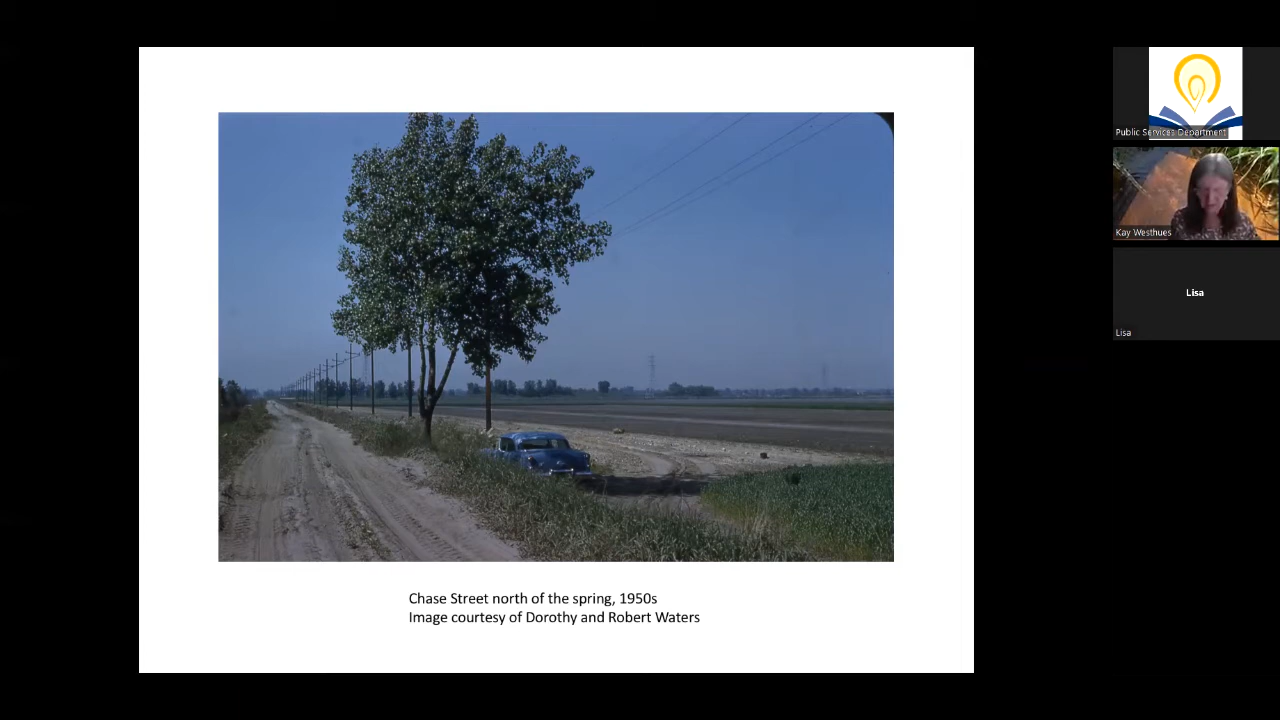 Chase Street north of the spring, 1950s
Image courtesy of Dorothy and Robert Waters
Public Services Department
Kay Westhues
Lisa
Lisa